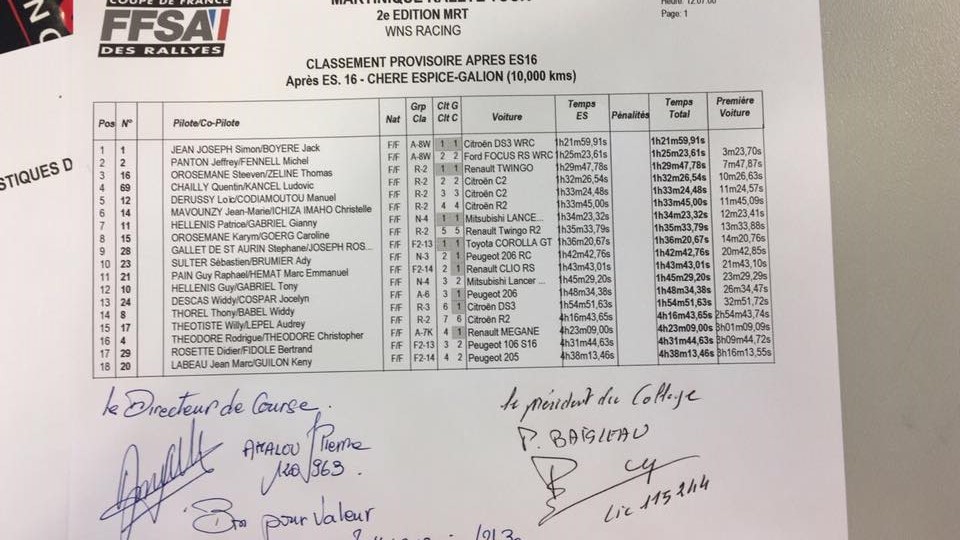 COUPE DE FRANCE
FFSA
DES RALLYES
MARTINIQUE RALLYE TOUR
2e EDITION MRT
WNS RACING
Page: 1
CLASSEMENT PROVISOIRE APRES ES16
Après ES. 16 - CHERE ESPICE-GALION (10,000 kms)
Pos N° Pilote/Co-Pilote Nat Grp Cla Clt G Clt C Voiture Temps ES Pénalités Temps Total Première Voiture
1 1 JEAN JOSEPH Simon/BOYERE Jack F/F A-8W 1 1 Citroën DS3 WRC 1h21m59,91s 1h21m59,91s
2 2 PANTON Jeffrey/FENNELL Michel F/F A-8W 2 2 Ford FOCUS RS WRC 1h25m23,61s 1h25m23,61s 3m23,70s
3 16 OROSEMANE Steeven/ZELINE Thomas F/F R-2 1 1 Renault TWINGO 1h29m47,78s 1h29m47,78s 7m47,87s
4 69 CHAILLY Quentin/KANCEL Ludovic F/F R-2 2 2 Citroën C2 1h32m26,54s 1h32m26,54s 10m26,63s
5 12 DERUSSY Loïc/CODIAMOUTOU Manuel F/F R-2 3 3 Citroën C2 1h33m24,48s 1h33m24,48s 11m24,57s
6 14 MAVOUNZY Jean-Marie/ICHIZA IMAHO Christelle F/F R-2 4 4 Citroën R2 1h33m45,00s 1h33m45,00s 11m45,09s
7 11 HELLENIS Patrice/GABRIEL Gianny F/F N-4 1 1 Mitsubishi LANCE... 1h34m23,32s 1h34m23,32s 12m23,41s
8 15 OROSEMANE Karym/GOERG Caroline F/F R-2 5 5 Renault Twingo R2 1h35m33,79s 1h35m33,79s 13m33,88s
9 28 GALLET DE ST AURIN Stephane/JOSEPH ROS... F/F F2-13 1 1 Toyota COROLLA GT 1h36m20,67s 1h36m20,67s 14m20,76s
10 23 SULTER Sébastien/BRUMIER Ady F/F N-3 2 1 Peugeot 206 RC 1h42m42,76s 1h42m42,76s 20m42,85s
11 21 PAIN Guy Raphael/HEMAT Marc Emmanuel F/F F2-14 2 1 Renault CLIO RS 1h43m43,01s 1h43m43,01s 21m43,10s
12 10 HELLENIS Guy/GABRIEL Tony F/F N-4 3 2 Mitsubishi Lancer ... 1h45m29,20s 1h45m29,20s 23m29,29s
13 24 DESCAS Widdy/COSPAR Jocelyn F/F A-6 3 1 Peugeot 206 1h48m34,38s 1h48m34,38s 26m34,47s
14 8 THOREL Thony/BABEL Widdy F/F R-3 6 1 Citroën DS3 1h54m51,63s 1h54m51,63s 32m51,72s
15 17 THEOTISTE Willy/LEPEL Audrey F/F R-2 7 6 Citroën R2 4h16m43,65s 4h16m43,65s 2h54m43,74s
16 4 THEODORE Rodrigue/THEODORE Christopher F/F A-7K 4 1 Renault MEGANE 4h23m09,00s 4h23m09,00s 3h01m09,09s
17 29 ROSETTE Didier/FIDOLE Bertrand F/F F2-13 3 2 Peugeot 106 S16 4h31m44,63s 4h31m44,63s 3h09m44,72s
18 20 LABEAU Jean Marc/GUILON Keny F/F F2-14 4 2 Peugeot 205 4h38m13,46s 4h38m13,46s 3h16m13,55s
STIQUES D
le Directeur de Course.
AMALOU Pierre
120963.
Bon pour Valeur
le président du Collège
P. BAIGLEAU
Lic 115244